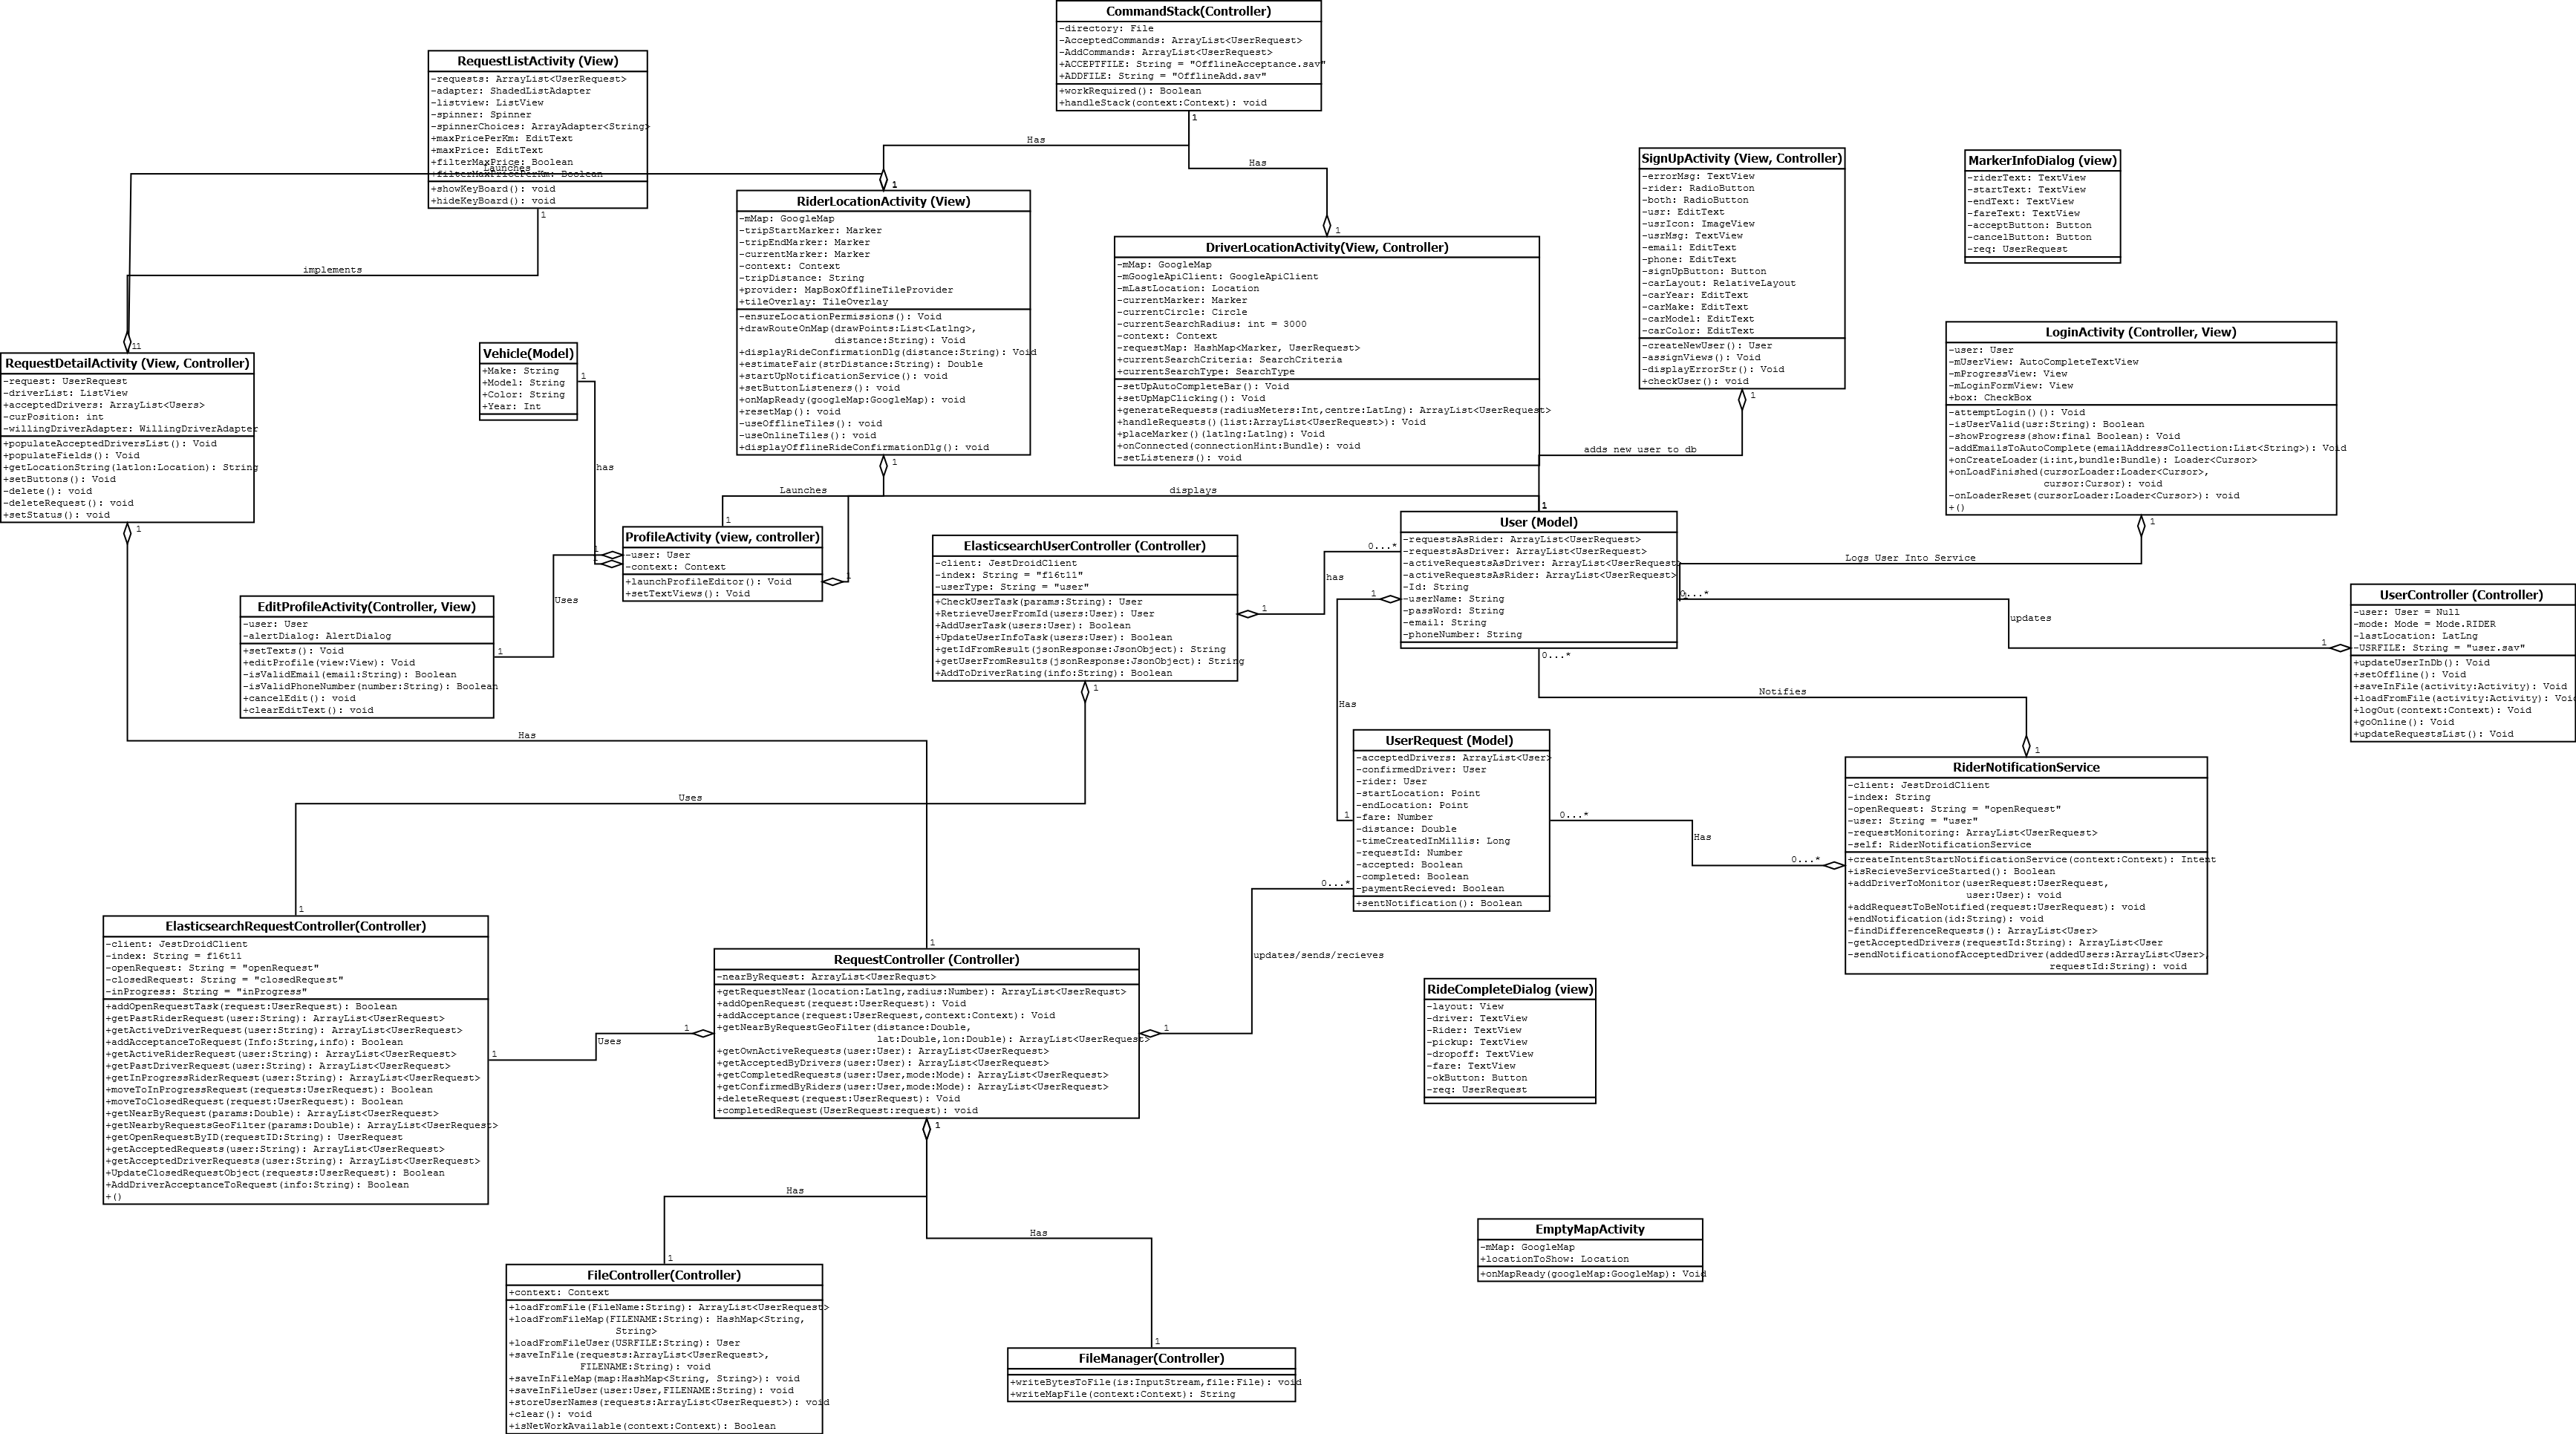 CommandStack(Controller)
-directory: File
-AcceptedCommands: ArrayList<UserRequest>
-AddCommands: ArrayList<UserRequest>
+ACCEPTFILE: String = "OfflineAcceptance.sav"
+ADDFILE: String = "OfflineAdd.sav"
+workRequired(): Boolean
+handleStack(context:Context): void
1
Has
Has
RequestListActivity (View)
-requests: ArrayList<UserRequest>
-adapter: ShadedListAdapter
-listview: ListView
-spinner: Spinner
-spinnerChoices: ArrayAdapter<String>
+maxPricePerKm: EditText
+maxPrice: EditText
+filterMaxPrice: Boolean
+filterMaxPricePerKm: Boolean
+showKeyBoard(): void
+hideKeyBoard(): void
Launches
1
implements
1
RiderLocationActivity (View)
-mMap: GoogleMap
-tripStartMarker: Marker
-tripEndMarker: Marker
-currentMarker: Marker
-context: Context
-tripDistance: String
+provider: MapBoxOfflineTileProvider
+tileOverlay: TileOverlay
-ensureLocationPermissions(): Void
+drawRouteOnMap(drawPoints:List<Latlng>,
distance:String): Void
+displayRideConfirmationDlg(distance:String): Void
+estimateFair(strDistance:String): Double
+startUpNotificationService(): void
+setButtonListeners(): void
+onMapReady(googleMap:GoogleMap): void
+resetMap(): void
-useOfflineTiles(): void
-useOnlineTiles(): void
+displayOfflineRideConfirmationDlg(): void
1
1
DriverLocationActivity(View, Controller)
-mMap: GoogleMap
-mGoogleApiClient: GoogleApiClient
-mLastLocation: Location
-currentMarker: Marker
-currentCircle: Circle
-currentSearchRadius: int = 3000
-context: Context
-requestMap: HashMap<Marker, UserRequest>
+currentSearchCriteria: SearchCriteria
+currentSearchType: SearchType
-setUpAutoCompleteBar(): Void
+setUpMapClicking(): Void
+generateRequests(radiusMeters:Int,centre:LatLng): ArrayList<UserRequest>
+handleRequests()(list:ArrayList<UserRequest>): Void
+placeMarker()(latlng:Latlng): Void
+onConnected(connectionHint:Bundle): void
-setListeners(): void
SignUpActivity (View, Controller)
-errorMsg: TextView
-rider: RadioButton
-both: RadioButton
-usr: EditText
-usrIcon: ImageView
-usrMsg: TextView
-email: EditText
-phone: EditText
-signUpButton: Button
-carLayout: RelativeLayout
-carYear: EditText
-carMake: EditText
-carModel: EditText
-carColor: EditText
-createNewUser(): User
-assignViews(): Void
-displayErrorStr(): Void
+checkUser(): void
1
adds new user to db
MarkerInfoDialog (view)
-riderText: TextView
-startText: TextView
-endText: TextView
-fareText: TextView
-acceptButton: Button
-cancelButton: Button
-req: UserRequest
LoginActivity (Controller, View)
-user: User
-mUserView: AutoCompleteTextView
-mProgressView: View
-mLoginFormView: View
+box: CheckBox
-attemptLogin()(): Void
-isUserValid(usr:String): Boolean
-showProgress(show:final Boolean): Void
-addEmailsToAutoComplete(emailAddressCollection:List<String>): Void
+onCreateLoader(i:int,bundle:Bundle): Loader<Cursor>
+onLoadFinished(cursorLoader:Loader<Cursor>,
cursor:Cursor): void
-onLoaderReset(cursorLoader:Loader<Cursor>): void
+()
1
Logs User Into Service
11
RequestDetailActivity (View, Controller)
-request: UserRequest
-driverList: ListView
+acceptedDrivers: ArrayList<Users>
-curPosition: int
-willingDriverAdapter: WillingDriverAdapter
+populateAcceptedDriversList(): Void
+populateFields(): Void
+getLocationString(latlon:Location): String
+setButtons(): Void
-delete(): void
-deleteRequest(): void
+setStatus(): void
1
Has
Vehicle(Model)
+Make: String
+Model: String
+Color: String
+Year: Int
1
has
Launches
1
displays
1
ProfileActivity (view, controller)
-user: User
-context: Context
+launchProfileEditor(): Void
+setTextViews(): Void
1
1
1
Uses
EditProfileActivity(Controller, View)
-user: User
-alertDialog: AlertDialog
+setTexts(): Void
+editProfile(view:View): Void
-isValidEmail(email:String): Boolean
-isValidPhoneNumber(number:String): Boolean
+cancelEdit(): void
+clearEditText(): void
1
ElasticsearchUserController (Controller)
-client: JestDroidClient
-index: String = "f16t11"
-userType: String = "user"
+CheckUserTask(params:String): User
+RetrieveUserFromId(users:User): User
+AddUserTask(users:User): Boolean
+UpdateUserInfoTask(users:User): Boolean
+getIdFromResult(jsonResponse:JsonObject): String
+getUserFromResults(jsonResponse:JsonObject): String
+AddToDriverRating(info:String): Boolean
1
has
0...*
1
Uses
User (Model)
-requestsAsRider: ArrayList<UserRequest>
-requestsAsDriver: ArrayList<UserRequest>
-activeRequestsAsDriver: ArrayList<UserRequest>
-activeRequestsAsRider: ArrayList<UserRequest>
-Id: String
-userName: String
-passWord: String
-email: String
-phoneNumber: String
0...*
1
Has
1
0...*
Notifies
updates
1
UserController (Controller)
-user: User = Null
-mode: Mode = Mode.RIDER
-lastLocation: LatLng
-USRFILE: String = "user.sav"
+updateUserInDb(): Void
+setOffline(): Void
+saveInFile(activity:Activity): Void
+loadFromFile(activity:Activity): Void
+logOut(context:Context): Void
+goOnline(): Void
+updateRequestsList(): Void
UserRequest (Model)
-acceptedDrivers: ArrayList<User>
-confirmedDriver: User
-rider: User
-startLocation: Point
-endLocation: Point
-fare: Number
-distance: Double
-timeCreatedInMillis: Long
-requestId: Number
-accepted: Boolean
-completed: Boolean
-paymentRecieved: Boolean
+sentNotification(): Boolean
0...*
Has
0...*
0...*
updates/sends/recieves
1
RiderNotificationService
-client: JestDroidClient
-index: String
-openRequest: String = "openRequest"
-user: String = "user"
-requestMonitoring: ArrayList<UserRequest>
-self: RiderNotificationService
+createIntentStartNotificationService(context:Context): Intent
+isRecieveServiceStarted(): Boolean
+addDriverToMonitor(userRequest:UserRequest,
user:User): void
+addRequestToBeNotified(request:UserRequest): void
+endNotification(id:String): void
-findDifferenceRequests(): ArrayList<User>
-getAcceptedDrivers(requestId:String): ArrayList<User
-sendNotificationofAcceptedDriver(addedUsers:ArrayList<User>,
requestId:String): void
1
ElasticsearchRequestController(Controller)
-client: JestDroidClient
-index: String = f16t11
-openRequest: String = "openRequest"
-closedRequest: String = "closedRequest"
-inProgress: String = "inProgress"
+addOpenRequestTask(request:UserRequest): Boolean
+getPastRiderRequest(user:String): ArrayList<UserRequest>
+getActiveDriverRequest(user:String): ArrayList<UserRequest>
+addAcceptanceToRequest(Info:String,info): Boolean
+getActiveRiderRequest(user:String): ArrayList<UserRequest>
+getPastDriverRequest(user:String): ArrayList<UserRequest>
+getInProgressRiderRequest(user:String): ArrayList<UserRequest>
+moveToInProgressRequest(requests:UserRequest): Boolean
+moveToClosedRequest(request:UserRequest): Boolean
+getNearByRequest(params:Double): ArrayList<UserRequest>
+getNearbyRequestsGeoFilter(params:Double): ArrayList<UserRequest>
+getOpenRequestByID(requestID:String): UserRequest
+getAcceptedRequests(user:String): ArrayList<UserRequest>
+getAcceptedDriverRequests(user:String): ArrayList<UserRequest>
+UpdateClosedRequestObject(requests:UserRequest): Boolean
+AddDriverAcceptanceToRequest(info:String): Boolean
+()
1
Uses
1
1
RequestController (Controller)
-nearByRequest: ArrayList<UserRequst>
+getRequestNear(location:Latlng,radius:Number): ArrayList<UserRequst>
+addOpenRequest(request:UserRequest): Void
+addAcceptance(request:UserRequest,context:Context): Void
+getNearByRequestGeoFilter(distance:Double,
lat:Double,lon:Double): ArrayList<UserRequest>
+getOwnActiveRequests(user:User): ArrayList<UserRequest>
+getAcceptedByDrivers(user:User): ArrayList<UserRequest>
+getCompletedRequests(user:User,mode:Mode): ArrayList<UserRequest>
+getConfirmedByRiders(user:User,mode:Mode): ArrayList<UserRequest>
+deleteRequest(request:UserRequest): Void
+completedRequest(UserRequest:request): void
1
1
Has
Has
RideCompleteDialog (view)
-layout: View
-driver: TextView
-Rider: TextView
-pickup: TextView
-dropoff: TextView
-fare: TextView
-okButton: Button
-req: UserRequest
EmptyMapActivity
-mMap: GoogleMap
+locationToShow: Location
+onMapReady(googleMap:GoogleMap): Void
1
FileController(Controller)
+context: Context
+loadFromFile(FileName:String): ArrayList<UserRequest>
+loadFromFileMap(FILENAME:String): HashMap<String,
String>
+loadFromFileUser(USRFILE:String): User
+saveInFile(requests:ArrayList<UserRequest>,
FILENAME:String): void
+saveInFileMap(map:HashMap<String, String>): void
+saveInFileUser(user:User,FILENAME:String): void
+storeUserNames(requests:ArrayList<UserRequest>): void
+clear(): void
+isNetWorkAvailable(context:Context): Boolean
1
FileManager(Controller)
+writeBytesToFile(is:InputStream,file:File): void
+writeMapFile(context:Context): String